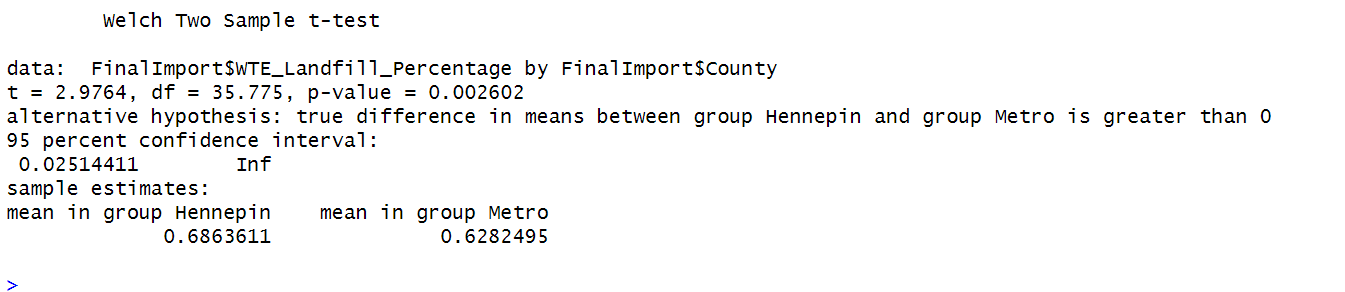 Welch Two Sample t-test
data:  FinalImport$WTE_Landfill_Percentage by FinalImport$County
t = 2.9764, df = 35.775, p-value = 0.002602
alternative hypothesis: true difference in means between group Hennepin and group Metro is greater than 0
95 percent confidence interval:
 0.02514411        Inf
sample estimates:
mean in group Hennepin    mean in group Metro
             0.6863611              0.6282495
>